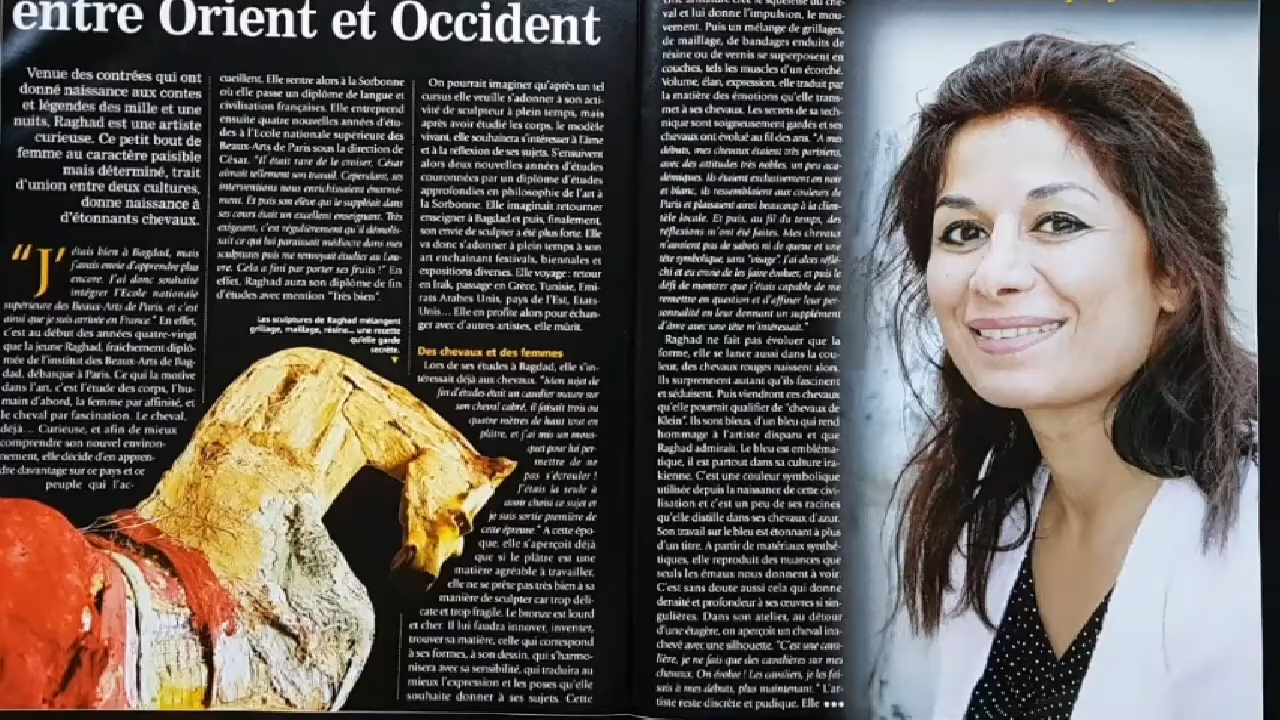 entre Orient et Occident
Venue des contrées qui ont
donné naissance aux contes
et légendes des mille et une
nuits, Raghad est une artiste
curieuse. Ce petit bout de
femme au caractère paisible
mais déterminé, trait
d'union entre deux cultures,
donne naissance à
d'étonnants chevaux.
"J'étais bien à Bagdad, mais
j'avais envie d'apprendre plus
encore. J'ai donc souhaité
intégrer l'Ecole nationale
supérieure des Beaux-Arts de Paris, et c'est
ainsi que je suis arrivée en France." En effet,
c'est au début des années quatre-vingt
que la jeune Raghad, fraîchement diplô-
mée de l'institut des Beaux-Arts de Bag-
dad, débarque à Paris. Ce qui la motive
dans l'art, c'est l'étude des corps, l'hu-
main d'abord, la femme par affinité, et
le cheval par fascination. Le cheval,
déjà... Curieuse, et afin de mieux
comprendre son nouvel environ-
nement, elle décide d'en appren-
dre davantage sur ce pays et ce
peuple qui l'ac-
cueillent. Elle rentre alors à la Sorbonne
où elle passe un diplôme de langue et
civilisation françaises. Elle entreprend
ensuite quatre nouvelles années d'étu-
des à l'Ecole nationale supérieure des
Beaux-Arts de Paris sous la direction de
César. "Il était rare de le croiser, César
aimait tellement son travail. Cependant, ses
interventions nous enrichissaient énormé-
ment. Et puis son élève qui le suppléait dans
ses cours était un excellent enseignant. Très
exigeant, c'est régulièrement qu'il démolis-
sait ce qui lui paraissait médiocre dans mes
sculptures puis me renvoyait étudier au Lou-
vre. Cela a fini par porter ses fruits !" En
effet, Raghad aura son diplôme de fin
d'études avec mention "Très bien".
Les sculptures de Raghad mélangent
grillage, maillage, résine... une recette
qu'elle garde
secrète.
On pourrait imaginer qu'après un tel
cursus elle veuille s'adonner à son acti-
vité de sculpteur à plein temps, mais
après avoir étudié les corps, le modèle
vivant, elle souhaitera s'intéresser à l'âme
et à la réflexion de ses sujets. S'ensuivent
alors deux nouvelles années d'études
couronnées par un diplôme d'études
approfondies en philosophie de l'art à
la Sorbonne. Elle imaginait retourner
enseigner à Bagdad et puis, finalement,
son envie de sculpter a été plus forte. Elle
va donc s'adonner à plein temps à son
art enchaînant festivals, biennales et
expositions diverses. Elle voyage : retour
en Irak, passage en Grèce, Tunisie, Emi-
rats Arabes Unis, pays de l'Est, Etats-
Unis... Elle en profite alors pour échan-
ger avec d'autres artistes, elle mûrit.
Des chevaux et des femmes
Lors de ses études à Bagdad, elle s'in-
téressait déjà aux chevaux. "Mon sujet de
fin d'études était un cavalier maure sur
son cheval cabré, il faisait trois ou
quatre mètres de haut tout en
plâtre, et j'ai mis un mous-
quet pour lui per-
mettre de ne
pas s'écrouler !
J'étais la seule à
avoir choisi ce sujet et
je suis sortie première de
cette épreuve." A cette épo-
que, elle s'aperçoit déjà
que si le plâtre est une
matière agréable à travailler,
elle ne se prête pas très bien à sa
manière de sculpter car trop déli-
cate et trop fragile. Le bronze est lourd
et cher. Il lui faudra innover, inventer,
trouver sa matière, celle qui correspond
à ses formes, à son dessin, qui s'harmo-
nisera avec sa sensibilité, qui traduira au
mieux l'expression et les poses qu'elle
souhaite donner à ses sujets. Cette
val et lui donne l'impulsion, le mou-
vement. Puis un mélange de grillages,
de maillage, de bandages enduits de
résine ou de vernis se superposent en
couches, tels les muscles d'un écorché.
Volume, élan, expression, elle traduit par
la matière des émotions qu'elle trans-
met à ses chevaux. Les secrets de sa tech-
nique sont soigneusement gardés et ses
chevaux ont évolué au fil des ans. "A mes
débuts, mes chevaux étaient très parisiens,
avec des attitudes très nobles, un peu aca-
démiques. Ils étaient exclusivement en noir
et blanc, ils ressemblaient aux couleurs de
Paris et plaisaient ainsi beaucoup à la clien-
tèle locale. Et puis, au fil du temps, des
réflexions m'ont été faites. Mes chevaux
n'avaient pas de sabots ni de queue et une
tête symbolique, sans "visage". J'ai alors réflé-
chi et eu envie de les faire évoluer, et puis le
défi de montrer que j'étais capable de me
remettre en question et d'affiner leur per-
sonnalité en leur donnant un supplément
d'âme avec une tête m'intéressait."
Raghad ne fait pas évoluer que la
forme, elle se lance aussi dans la cou-
leur, des chevaux rouges naissent alors.
Ils surprennent autant qu'ils fascinent
et séduisent. Puis viendront ces chevaux
qu'elle pourrait qualifier de "chevaux de
Klein". Ils sont bleus, d'un bleu qui rend
hommage à l'artiste disparu et que
Raghad admirait. Le bleu est embléma-
tique, il est partout dans sa culture ira-
kienne. C'est une couleur symbolique
utilisée depuis la naissance de cette civi-
lisation et c'est un peu de ses racines
qu'elle distille dans ses chevaux d'azur.
Son travail sur le bleu est étonnant à plus
d'un titre. A partir de matériaux synthé-
tiques, elle reproduit des nuances que
seuls les émaux nous donnent à voir.
C'est sans doute aussi cela qui donne
densité et profondeur à ses œuvres si sin-
gulières. Dans son atelier, au détour
d'une étagère, on aperçoit un cheval ina-
chevé avec une silhouette. "C'est une cava-
lière, je ne fais que des cavalières sur mes
chevaux. On évolue ! Les cavaliers, je les fai-
sais à mes débuts, plus maintenant." L'ar-
tiste reste discrète et pudique. Elle •••